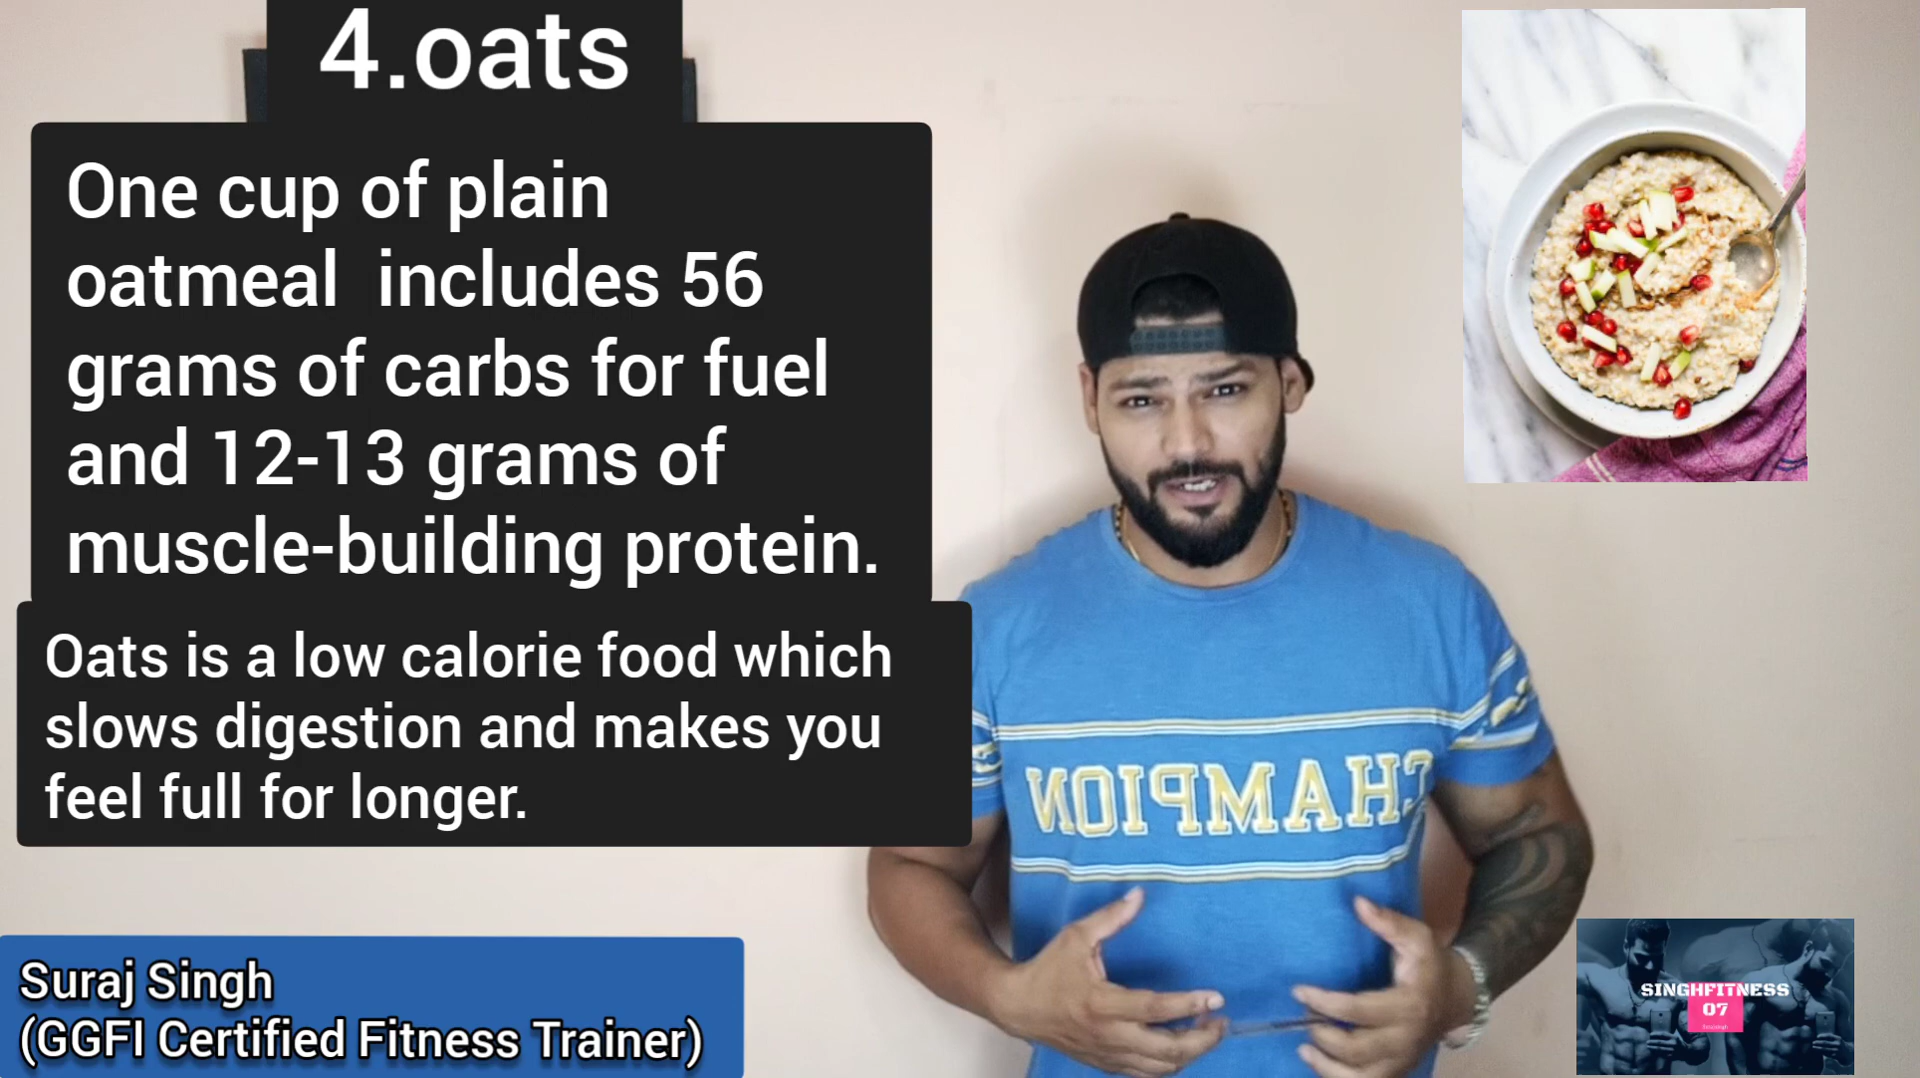 4.oats
One cup of plain
oatmeal includes 56
grams of carbs for fuel
and 12-13 grams of
muscle-building protein.
Oats is a low calorie food which
slows digestion and makes you
feel full for longer.
CHAMPION
Suraj Singh
(GGFI Certified Fitness Trainer)
SINGHFITNESS
07